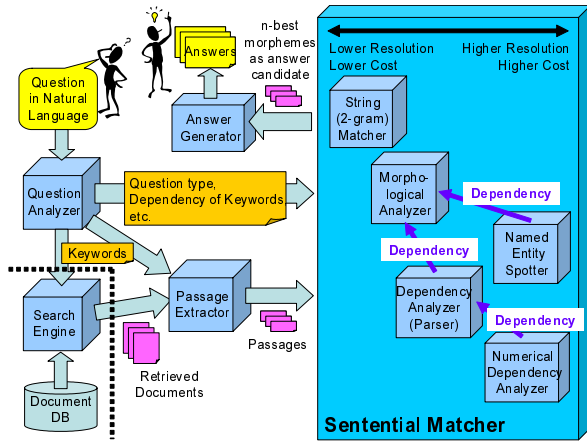 Question
in Natural
Language
Answers
n-best
morphemes
as answer
candidate
Answer
Generator
Question
Analyzer
Question type,
Dependency of Keywords
etc.
Keywords
Search
Engine
Passage
Extractor
Passages
Retrieved
Documents
Document
DB
Lower Resolution
Lower Cost
Higher Resolution
Higher Cost
String
(2-gram)
Matcher
Morpho-
logical
Analyzer
Dependency
Named
Entity
Spotter
Dependency
Dependency
Analyzer
(Parser)
Dependency
Numerical
Dependency
Analyzer
Sentential Matcher